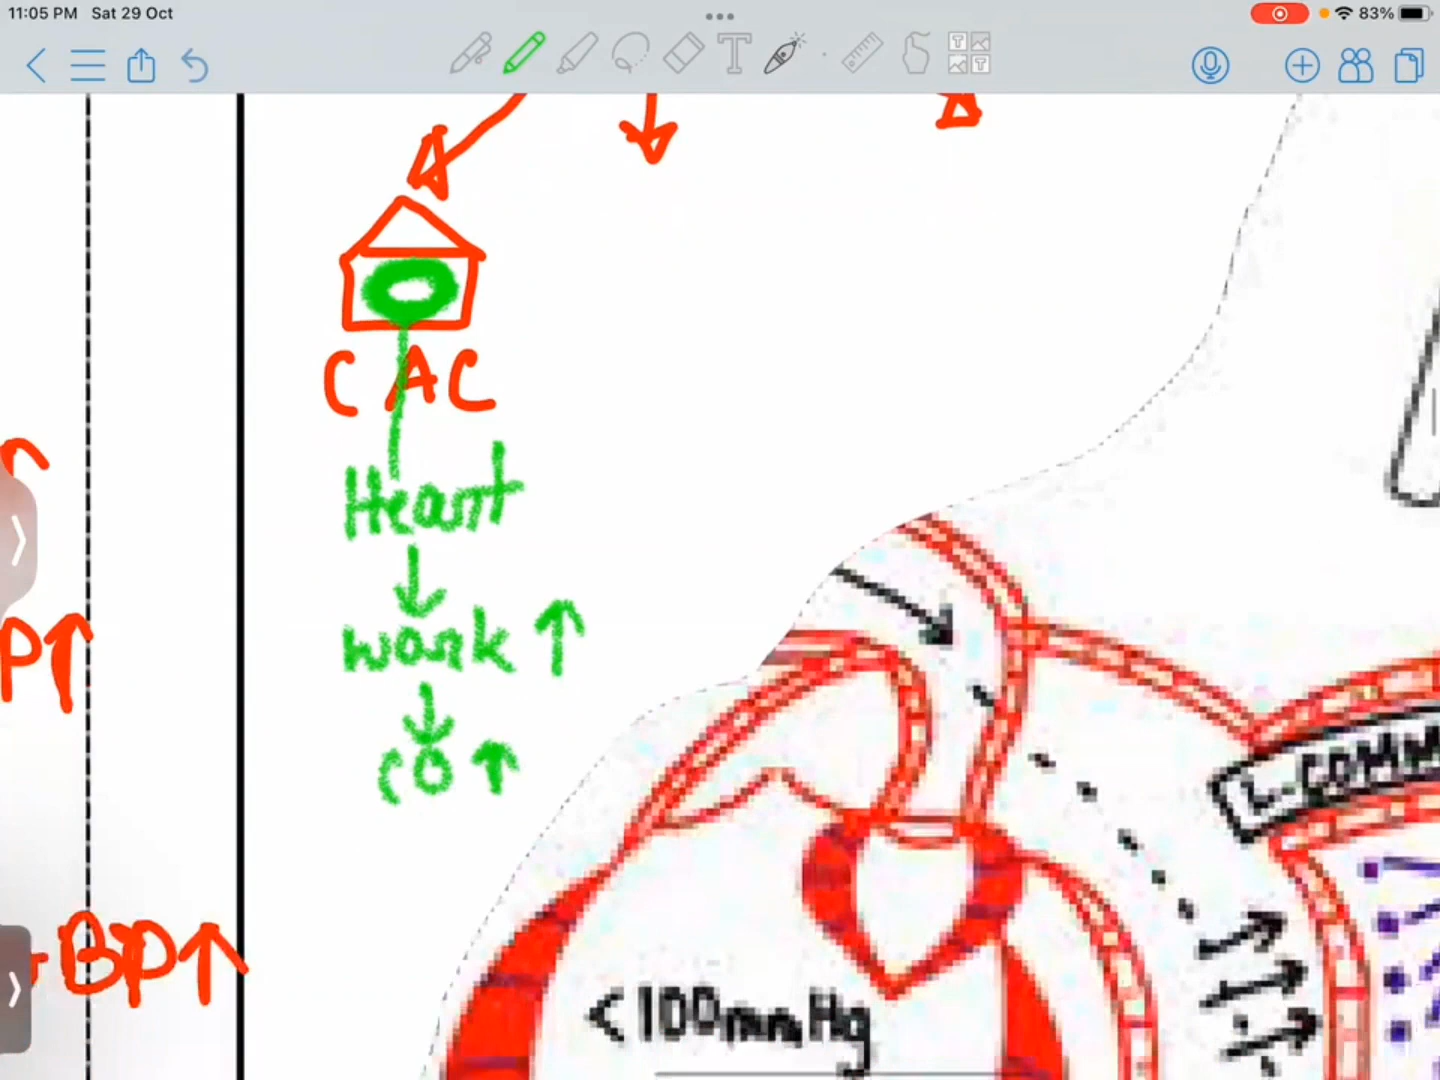 11:05 PM Sat 29 Oct
83%
CAC
Heart
work ↑
CO ↑
P↑
BP↑
L.COMM
<100mmHg